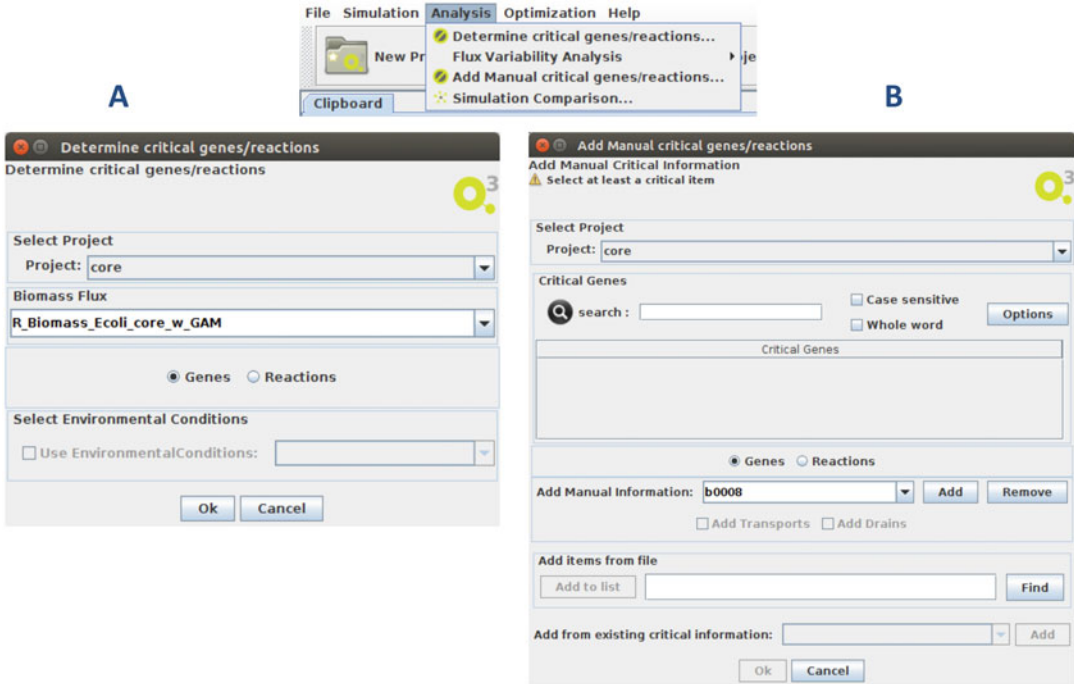 File Simulation Analysis Optimization Help
Determine critical genes/reactions...
New Pr
Flux Variability Analysis
je
Add Manual critical genes/reactions...
Clipboard
Simulation Comparison...
A
B
Determine critical genes/reactions
Determine critical genes/reactions
3
Select Project
Project: core
Biomass Flux
R_Biomass_Ecoli_core_w_GAM
Genes Reactions
Select Environmental Conditions
Use EnvironmentalConditions:
Ok Cancel
Add Manual critical genes/reactions
Add Manual Critical Information
Select at least a critical item
3
Select Project
Project: core
Critical Genes
search :
Case sensitive
Whole word
Options
Critical Genes
Genes Reactions
Add Manual Information: b0008 Add Remove
Add Transports Add Drains
Add items from file
Add to list Find
Add from existing critical information: Add
Ok Cancel